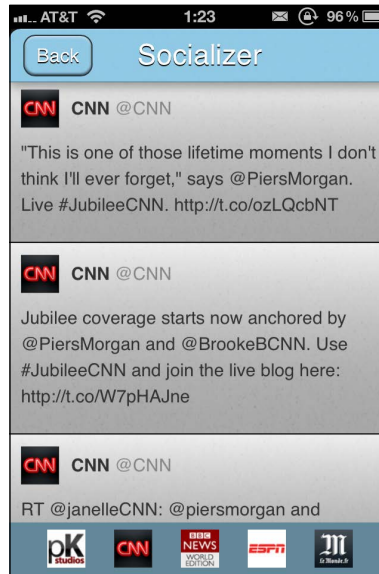 AT&T 1:23 96%
Back Socializer
CNN CNN @CNN
"This is one of those lifetime moments I don't
think I'll ever forget," says @PiersMorgan.
Live #JubileeCNN. http://t.co/ozLQcbNT
CNN CNN @CNN
Jubilee coverage starts now anchored by
@PiersMorgan and @BrookeBCNN. Use
#JubileeCNN and join the live blog here:
http://t.co/W7pHAJne
CNN CNN @CNN
RT @janelleCNN: @piersmorgan and
pK studios CNN BBC NEWS WORLD EDITION ESPN M Le Monde.fr